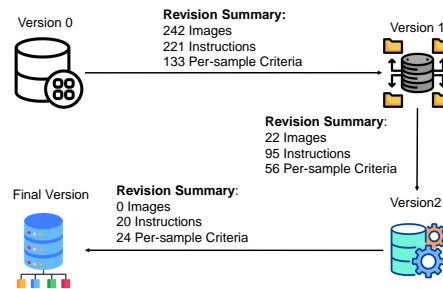 Version 0
Revision Summary:
242 Images
221 Instructions
133 Per-sample Criteria
Version 1
Revision Summary:
22 Images
95 Instructions
56 Per-sample Criteria
Version2
Revision Summary:
0 Images
20 Instructions
24 Per-sample Criteria
Final Version